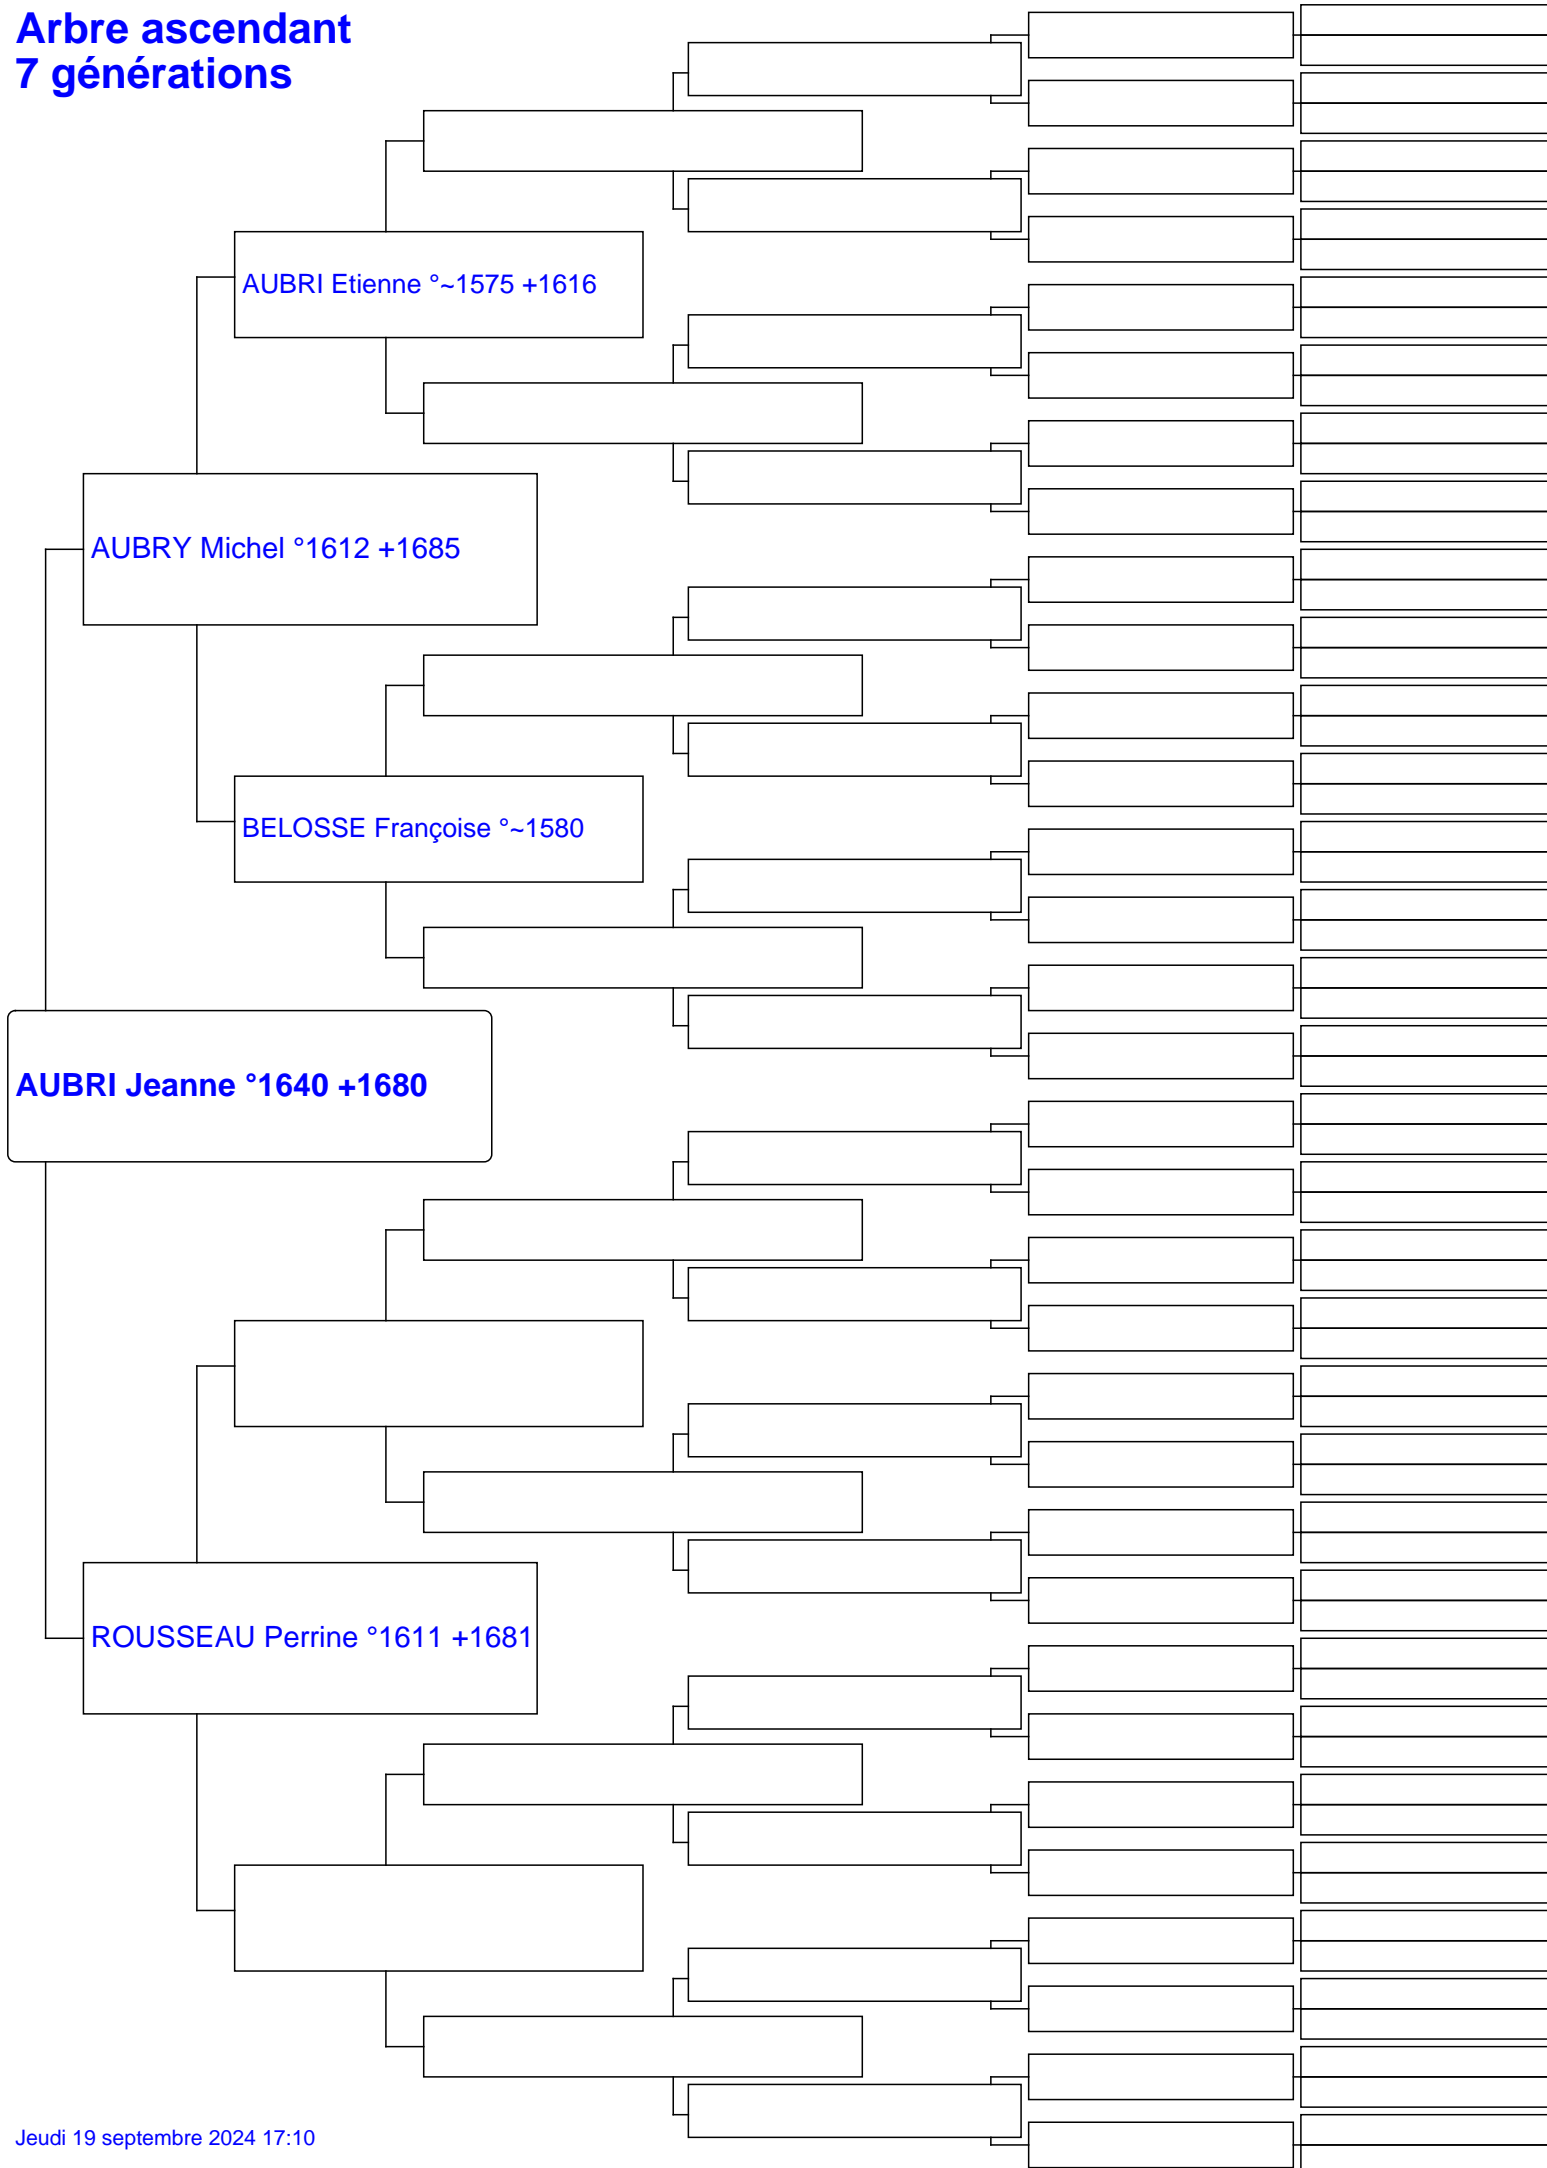 Arbre ascendant
7 générations
AUBRI Etienne °~1575 +1616
AUBRY Michel °1612 +1685
BELOSSE Françoise °~1580
AUBRI Jeanne °1640 +1680
ROUSSEAU Perrine °1611 +1681
Jeudi 19 septembre 2024 17:10